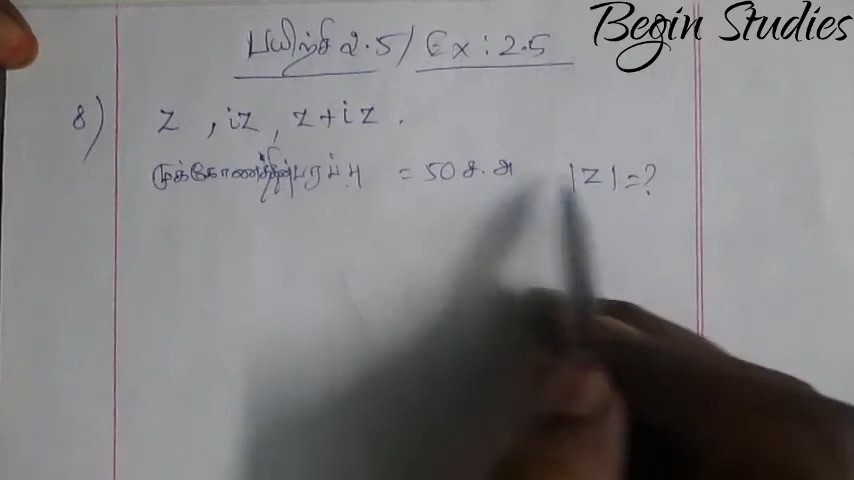 Begin Studies
பயிற்சி 2.5 / Ex : 2.5
8) z , iz , z + iz .
முக்கோணத்தின் பரப்பு = 50 ச. அ |z| = ?